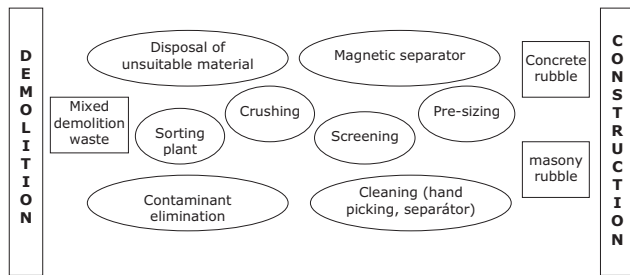 DEMOLITION
Disposal of
unsuitable material
Magnetic separator
Concrete
rubble
Mixed
demolition
waste
Sorting
plant
Crushing
Screening
Pre-sizing
masony
rubble
Contaminant
elimination
Cleaning (hand
picking, separátor)
CONSTRUCTION